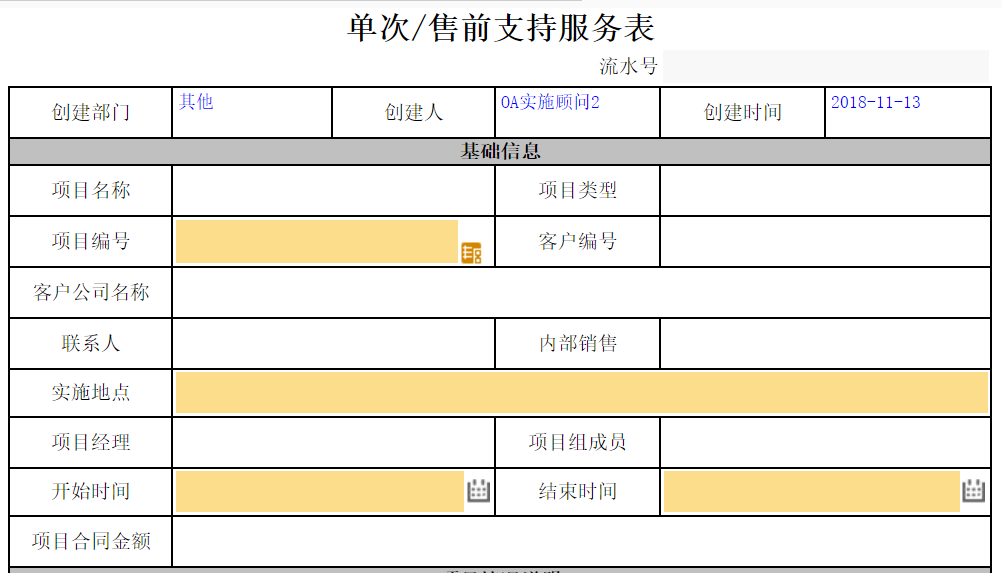 单次/售前支持服务表
流水号
创建部门 其他 创建人 OA实施顾问2 创建时间 2018-11-13
基础信息
项目名称 项目类型
项目编号 客户编号
客户公司名称
联系人 内部销售
实施地点
项目经理 项目组成员
开始时间 结束时间
项目合同金额